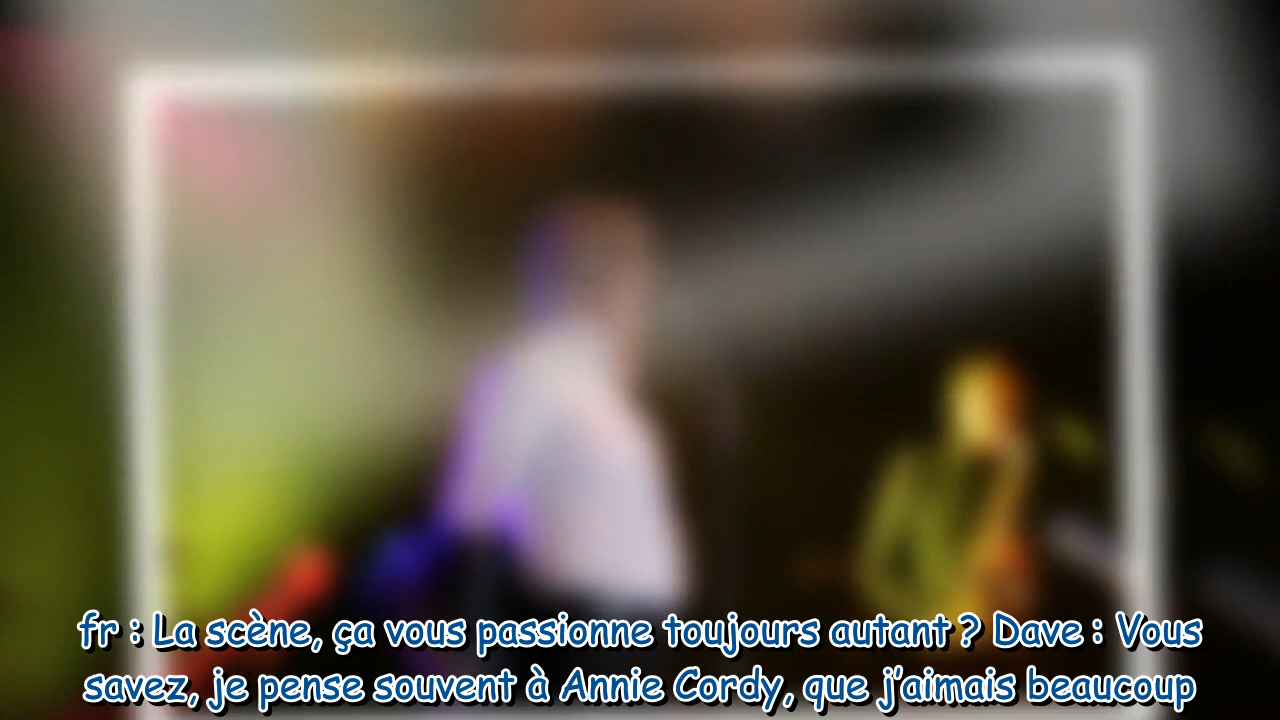 fr : La scène, ça vous passionne toujours autant ? Dave : Vous
savez, je pense souvent à Annie Cordy, que j’aimais beaucoup